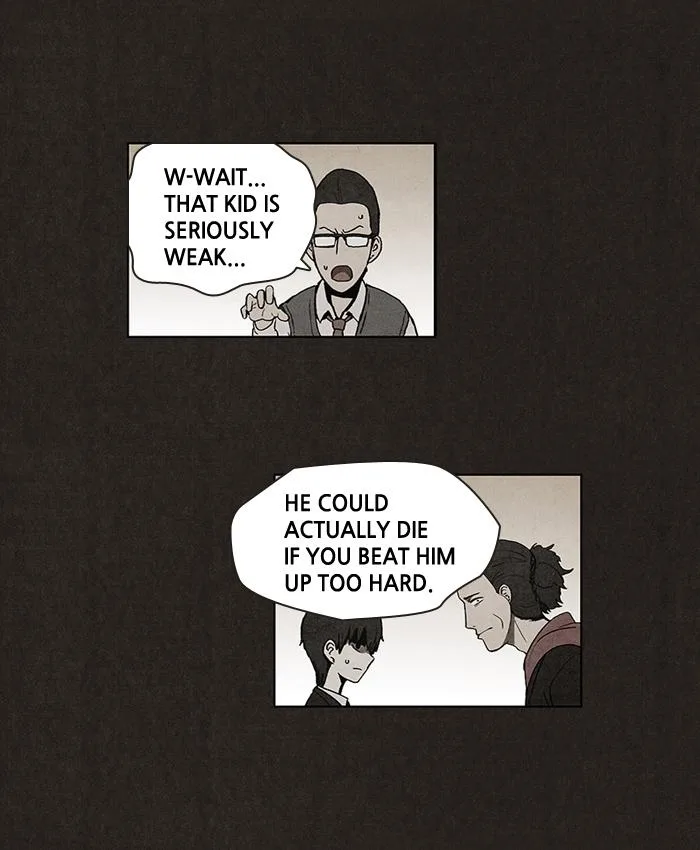 W-WAIT...
THAT KID IS
SERIOUSLY
WEAK...
HE COULD
ACTUALLY DIE
IF YOU BEAT HIM
UP TOO HARD.